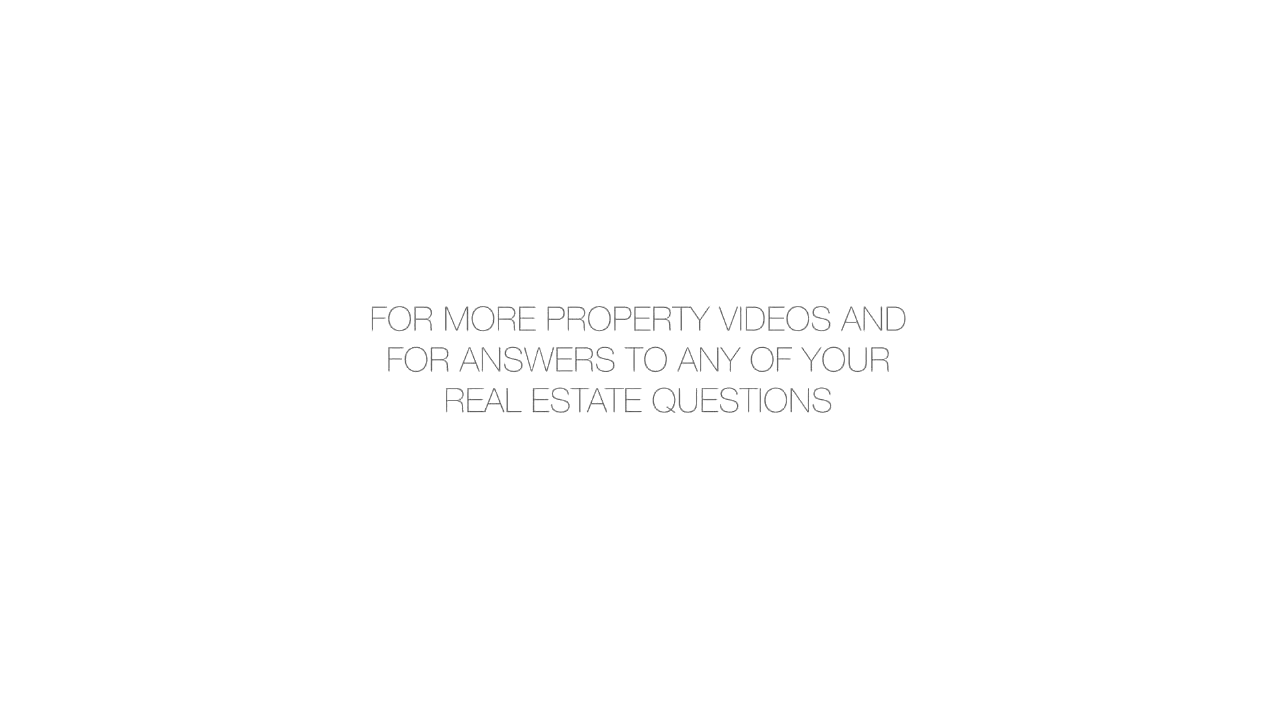 FOR MORE PROPERTY VIDEOS AND
FOR ANSWERS TO ANY OF YOUR
REAL ESTATE QUESTIONS